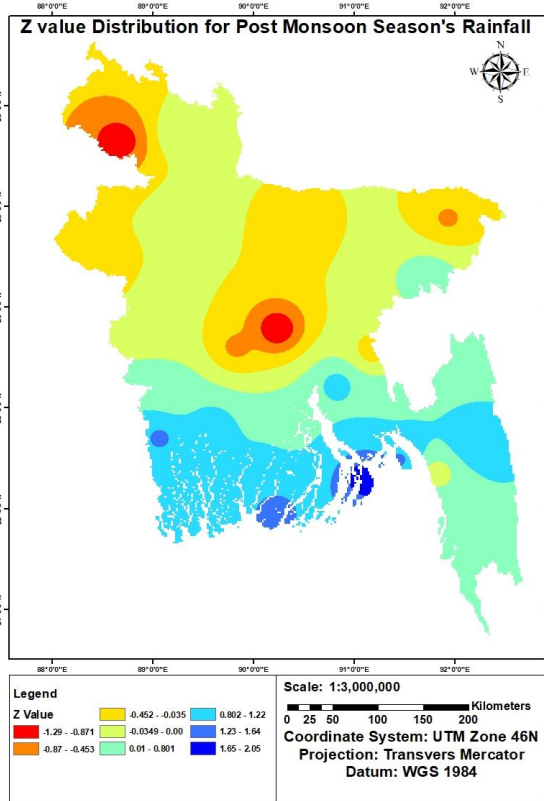 88°0'0"E 89°0'0"E 90°0'0"E 91°0'0"E 92°0'0"E
Z value Distribution for Post Monsoon Season's Rainfall
N
W E
S
88°0'0"E 89°0'0"E 90°0'0"E 91°0'0"E 92°0'0"E
Legend
Z Value
-1.29 - -0.871
-0.87 - -0.453
-0.452 - -0.035
-0.0349 - 0.00
0.01 - 0.801
0.802 - 1.22
1.23 - 1.64
1.65 - 2.05
Scale: 1:3,000,000
Kilometers
0 25 50 100 150 200
Coordinate System: UTM Zone 46N
Projection: Transvers Mercator
Datum: WGS 1984